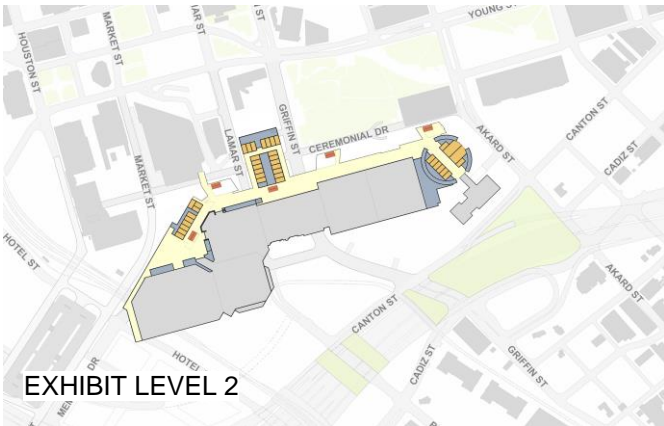 YOUNG ST
HOUSTON ST
MARKET ST
GRIFFIN ST
LAMAR ST
CEREMONIAL DR
AKARD ST
CANTON ST
CADIZ ST
MARKET ST
HOTEL ST
AKARD ST
CANTON ST
GRIFFIN ST
CADIZ ST
HOTEL
EXHIBIT LEVEL 2